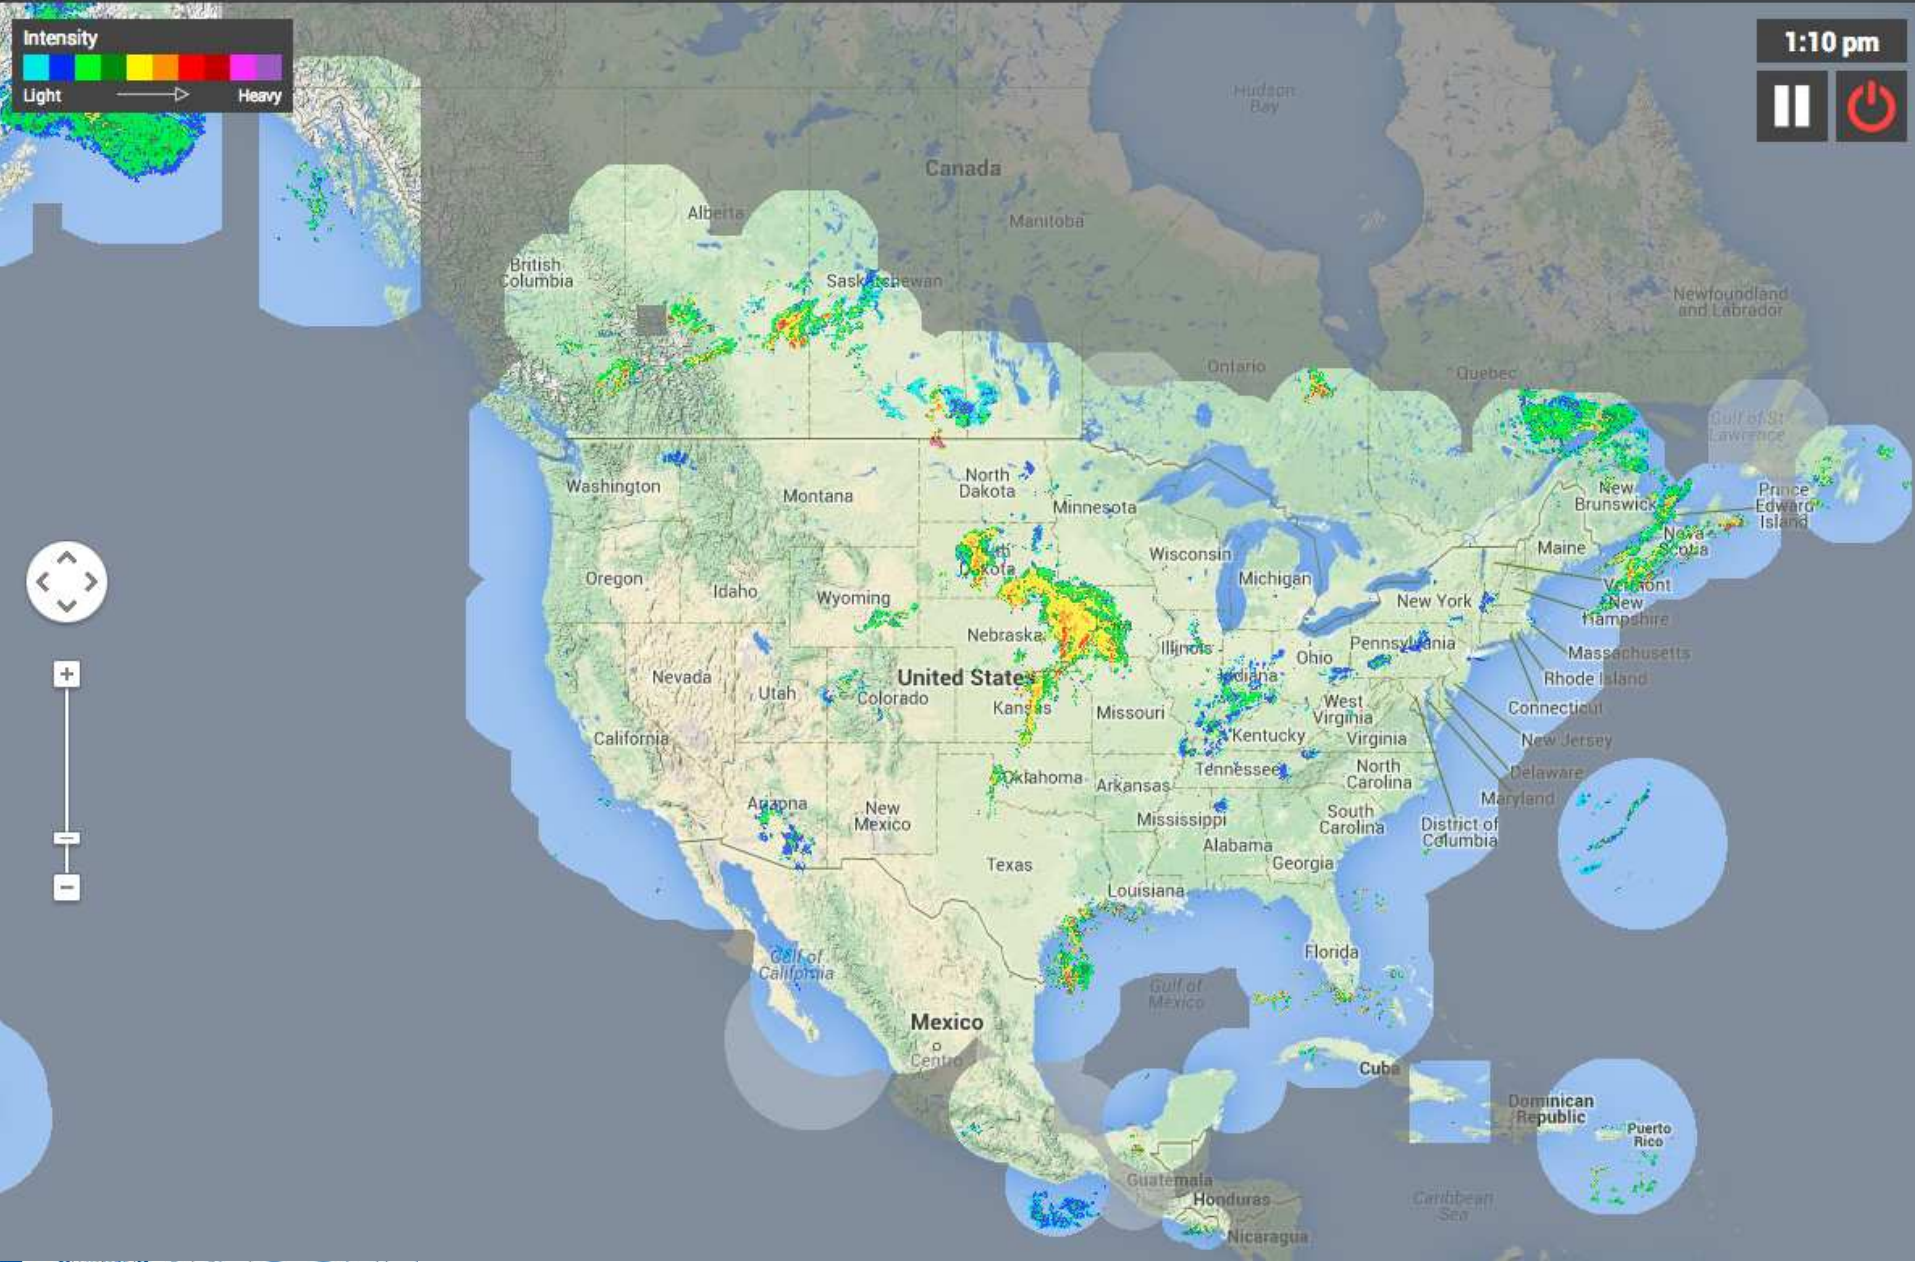 Intensity
Light
Heavy
1:10 pm
Hudson
Bay
Canada
Alberta
Manitoba
British
Columbia
Saskatchewan
Newfoundland
and Labrador
Ontario
Quebec
Gulf of St
Lawrence
Washington
Montana
North
Dakota
Minnesota
New
Brunswick
Prince
Edward
Island
Nova
Scotia
Maine
Wisconsin
Michigan
South
Dakota
Oregon
Idaho
Wyoming
New York
Vermont
New
Hampshire
Nebraska
Illinois
Ohio
Pennsylvania
Massachusetts
Rhode Island
Nevada
Utah
United States
Colorado
Kansas
Missouri
Indiana
West
Virginia
Connecticut
California
Kentucky
Virginia
New Jersey
Oklahoma
Arkansas
Tennessee
North
Carolina
Delaware
Maryland
Arizona
New
Mexico
Mississippi
South
Carolina
District of
Columbia
Alabama
Georgia
Texas
Louisiana
Florida
Gulf of
California
Gulf of
Mexico
Mexico
Centro
Cuba
Dominican
Republic
Puerto
Rico
Guatemala
Honduras
Caribbean
Sea
Nicaragua